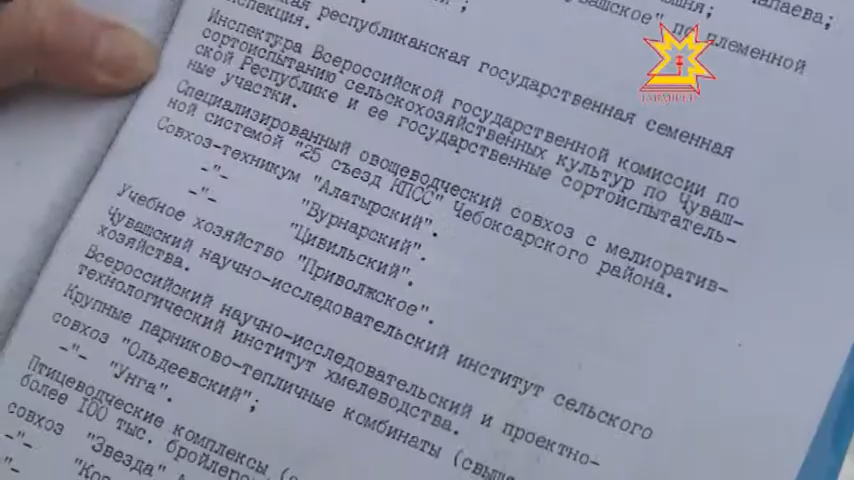 Чапаева;
чувашское" по племенной
республиканская государственная семенная
инспекция.
Инспектура Всероссийской государственной комиссии по
сортоиспытанию сельскохозяйственных культур по Чуваш-
ской Республике и ее государственные сортоиспытатель-
ные участки.
Специализированный овощеводческий совхоз с мелиоратив-
ной системой "25 съезд КПСС" Чебоксарского района.
Совхоз-техникум "Алатырский".
-"- "Вурнарский".
-"- "Цивильский".
Учебное хозяйство "Приволжское".
Чувашский научно-исследовательский институт сельского
хозяйства.
Всероссийский научно-исследовательский и проектно-
технологический институт хмелеводства.
Крупные парниково-тепличные комбинаты (свыше
совхоз "Ольдеевский";
-"- "Унга".
Птицеводческие комплексы (
более 100 тыс. бройлеров
совхоз "Звезда"
-"-
-"-